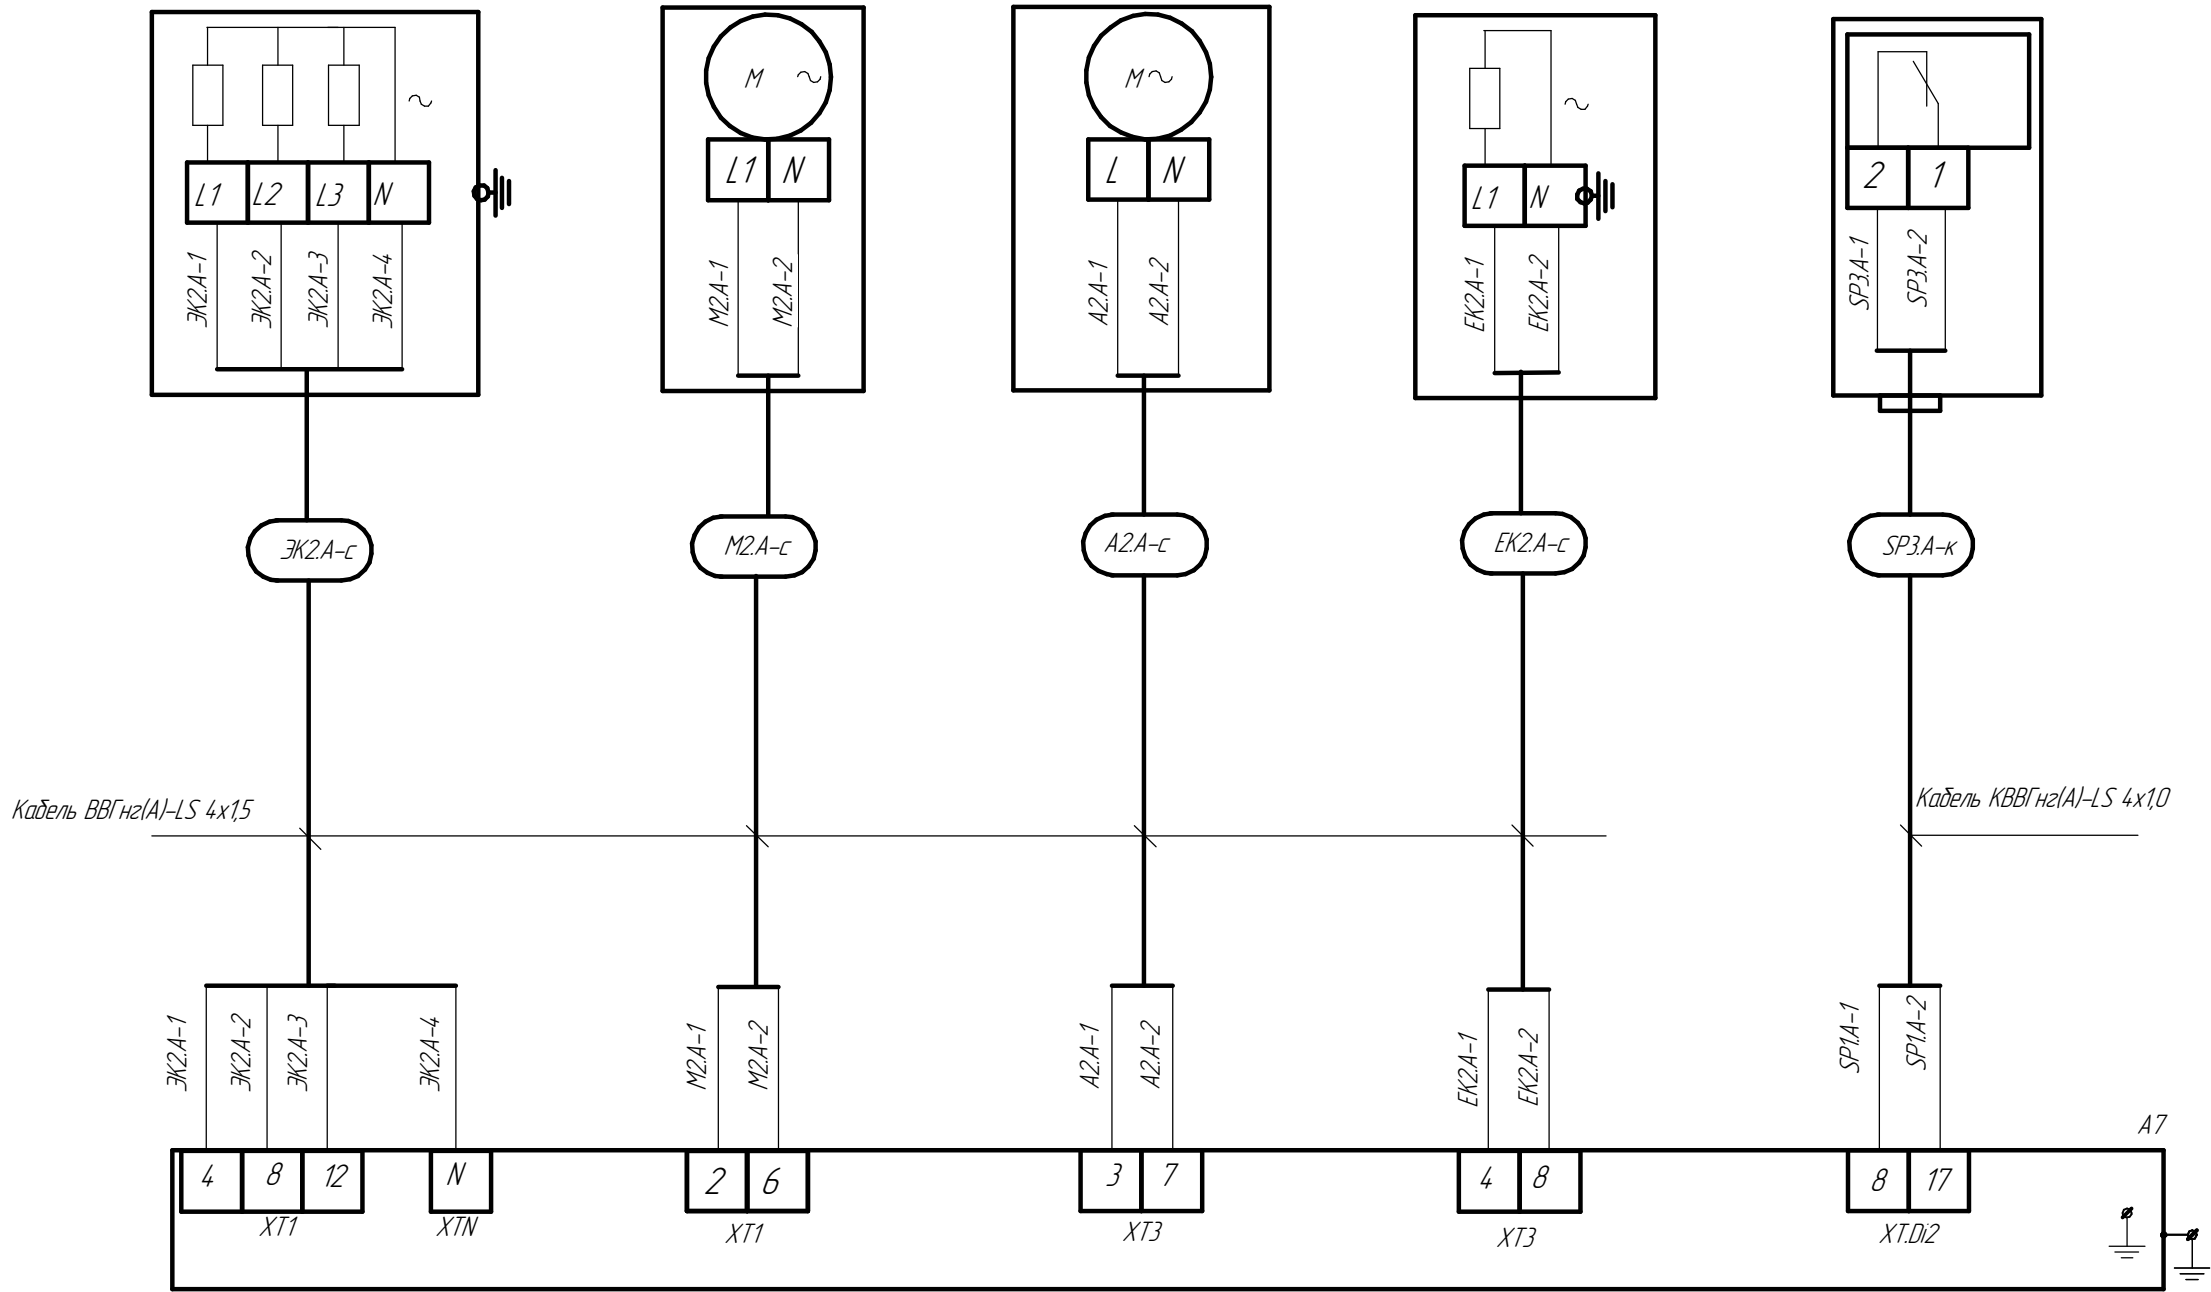 M ~
M ~
~
~
L1 L2 L3 N
L1 N
L N
L1 N
2 1
ЭК2.А-1 ЭК2.А-2 ЭК2.А-3 ЭК2.А-4
М2.А-1 М2.А-2
А2.А-1 А2.А-2
ЕК2.А-1 ЕК2.А-2
SP3.A-1 SP3.A-2
ЭК2.А-с
М2.А-с
А2.А-с
ЕК2.А-с
SP3.A-к
Кабель ВВГнг(А)-LS 4x1,5
Кабель КВВГнг(А)-LS 4x1,0
ЭК2.А-1 ЭК2.А-2 ЭК2.А-3 ЭК2.А-4
М2.А-1 М2.А-2
А2.А-1 А2.А-2
ЕК2.А-1 ЕК2.А-2
SP1.A-1 SP1.A-2
А7
4 8 12 N
2 6
3 7
4 8
8 17
XT1
XTN
XT1
XT3
XT3
XT.Di2